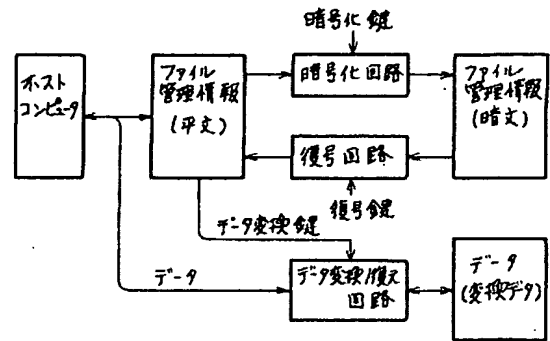 暗号化鍵
ホスト
コンピュータ
ファイル
管理情報
(平文)
暗号化回路
ファイル
管理情報
(暗文)
復号回路
復号鍵
データ変換鍵
データ
データ変換/復元
回路
データ
(変換データ)